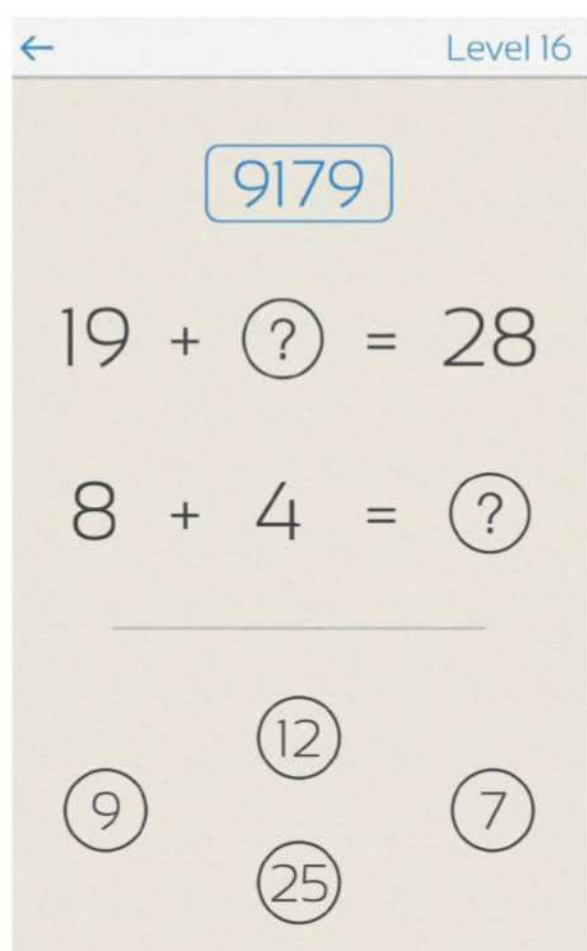 ← Level 16
9179
19 + ? = 28
8 + 4 = ?
12
9 7
25